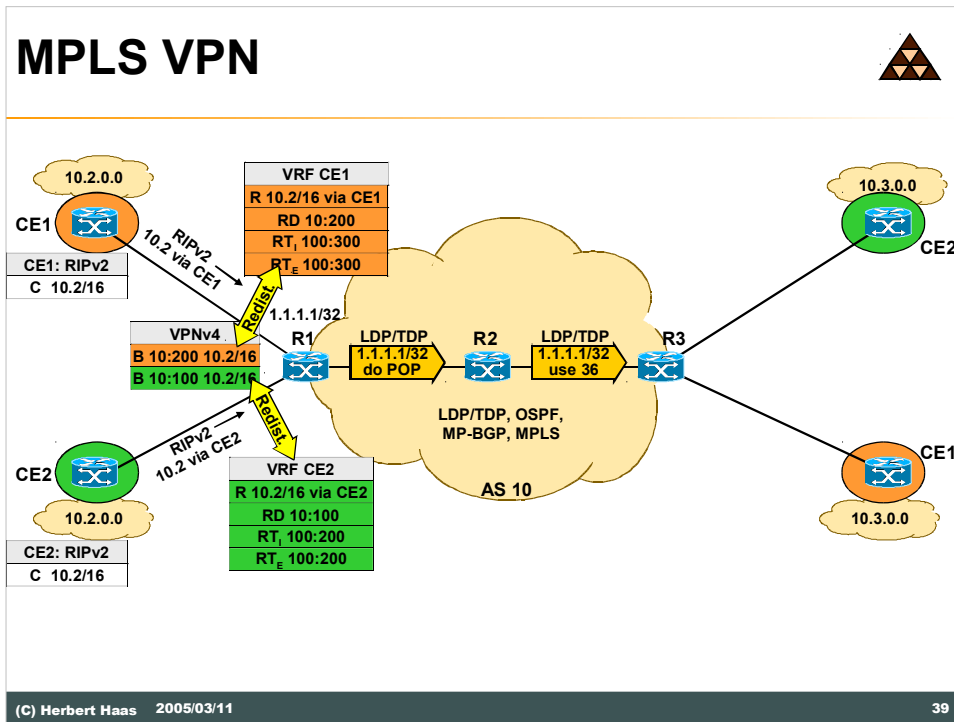 MPLS VPN
10.2.0.0
CE1
CE1: RIPv2
C 10.2/16
RIPv2
10.2 via CE1
VRF CE1
R 10.2/16 via CE1
RD 10:200
RTI 100:300
RTE 100:300
Redist.
1.1.1.1/32
VPNv4
B 10:200 10.2/16
B 10:100 10.2/16
R1
LDP/TDP
1.1.1.1/32
do POP
R2
LDP/TDP
1.1.1.1/32
use 36
R3
10.3.0.0
CE2
Redist.
RIPv2
10.2 via CE2
LDP/TDP, OSPF,
MP-BGP, MPLS
AS 10
CE2
10.2.0.0
CE2: RIPv2
C 10.2/16
VRF CE2
R 10.2/16 via CE2
RD 10:100
RTI 100:200
RTE 100:200
CE1
10.3.0.0
(C) Herbert Haas 2005/03/11
39